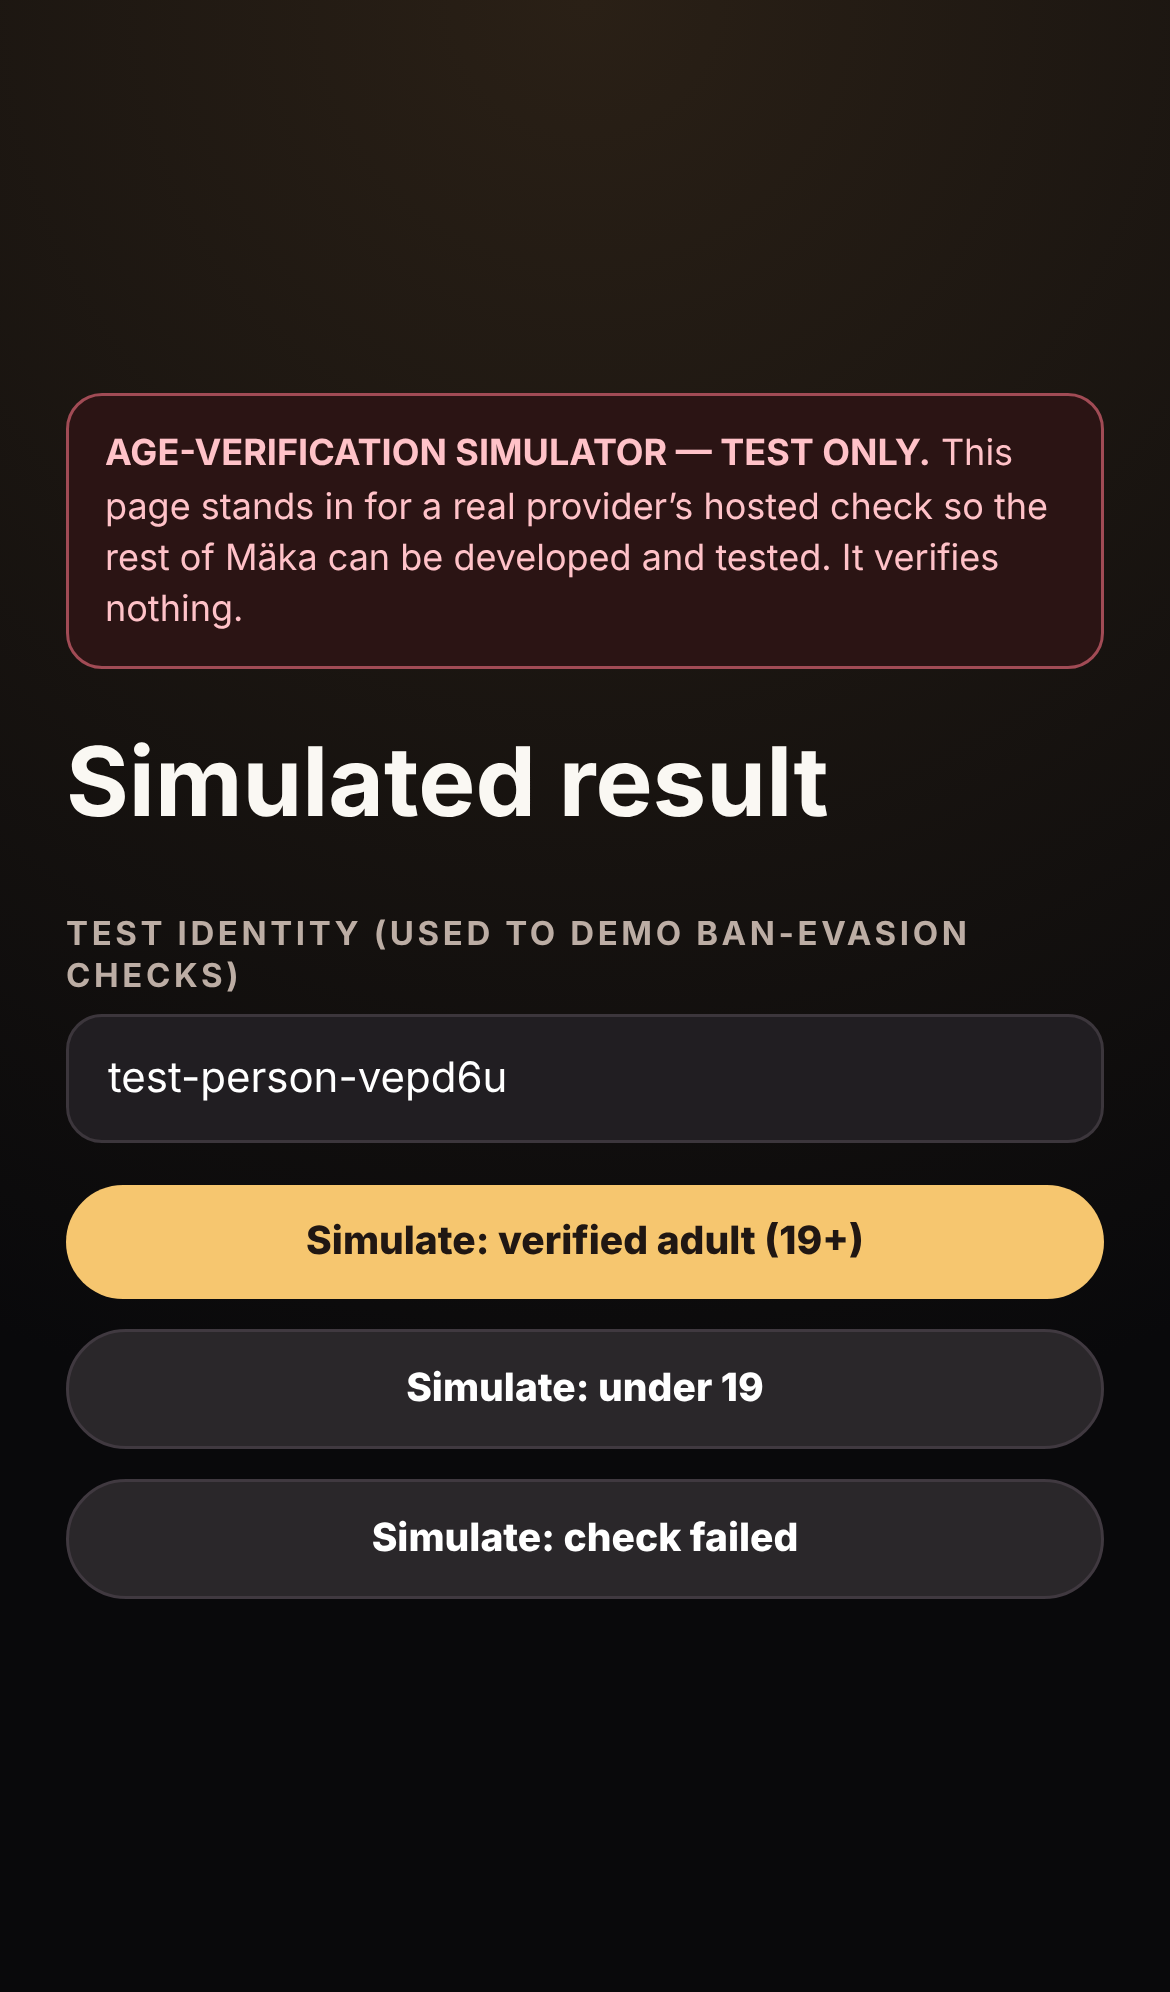 AGE-VERIFICATION SIMULATOR — TEST ONLY. This
page stands in for a real provider’s hosted check so the
rest of Mäka can be developed and tested. It verifies
nothing.
Simulated result
TEST IDENTITY (USED TO DEMO BAN-EVASION
CHECKS)
test-person-vepd6u
Simulate: verified adult (19+)
Simulate: under 19
Simulate: check failed